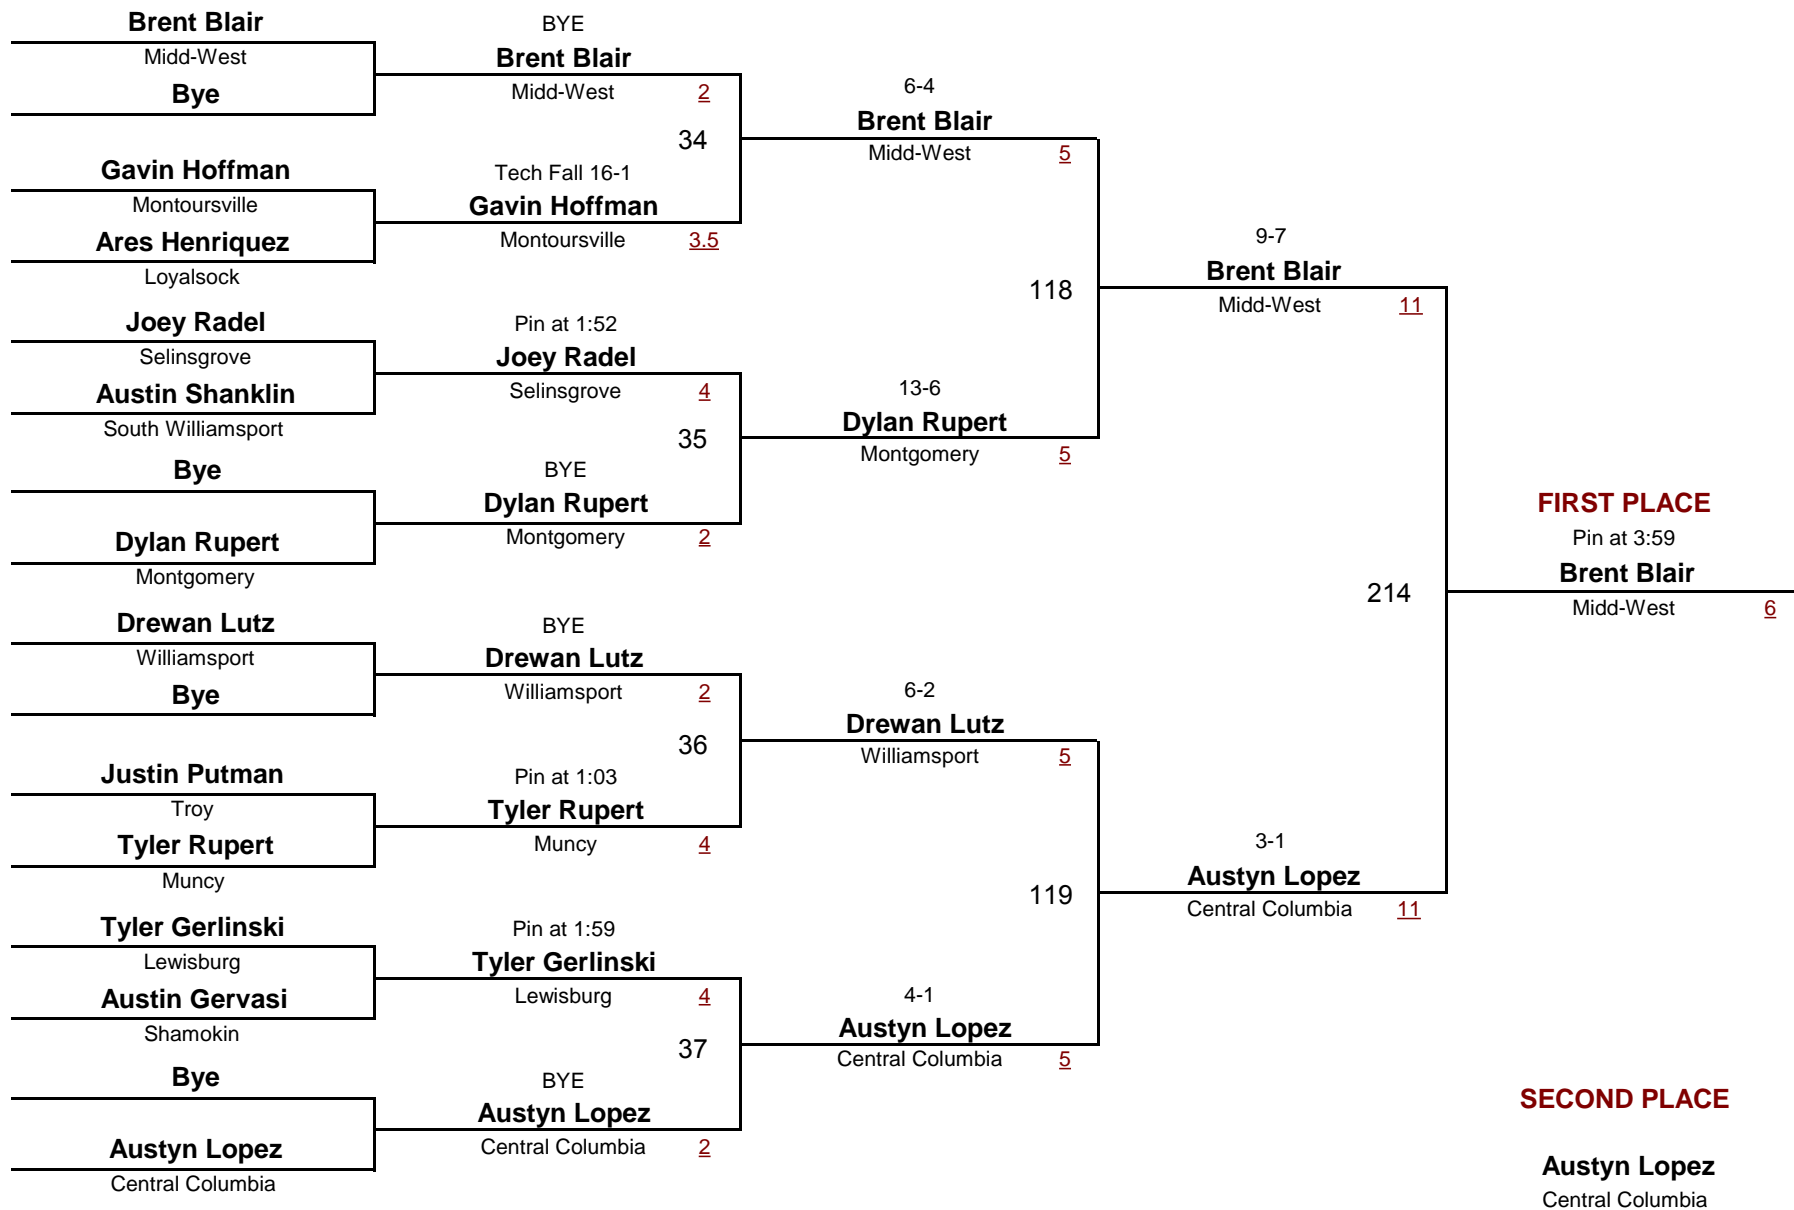 Brent Blair
Midd-West
Bye
Gavin Hoffman
Montoursville
Ares Henriquez
Loyalsock
Joey Radel
Selinsgrove
Austin Shanklin
South Williamsport
Bye
Dylan Rupert
Montgomery
Drewan Lutz
Williamsport
Bye
Justin Putman
Troy
Tyler Rupert
Muncy
Tyler Gerlinski
Lewisburg
Austin Gervasi
Shamokin
Bye
Austyn Lopez
Central Columbia
BYE
Brent Blair
Midd-West 2
34
Tech Fall 16-1
Gavin Hoffman
Montoursville 3.5
Pin at 1:52
Joey Radel
Selinsgrove 4
35
BYE
Dylan Rupert
Montgomery 2
BYE
Drewan Lutz
Williamsport 2
36
Pin at 1:03
Tyler Rupert
Muncy 4
Pin at 1:59
Tyler Gerlinski
Lewisburg 4
37
BYE
Austyn Lopez
Central Columbia 2
6-4
Brent Blair
Midd-West 5
118
13-6
Dylan Rupert
Montgomery 5
6-2
Drewan Lutz
Williamsport 5
119
4-1
Austyn Lopez
Central Columbia 5
9-7
Brent Blair
Midd-West 11
214
3-1
Austyn Lopez
Central Columbia 11
FIRST PLACE
Pin at 3:59
Brent Blair
Midd-West 6
SECOND PLACE
Austyn Lopez
Central Columbia